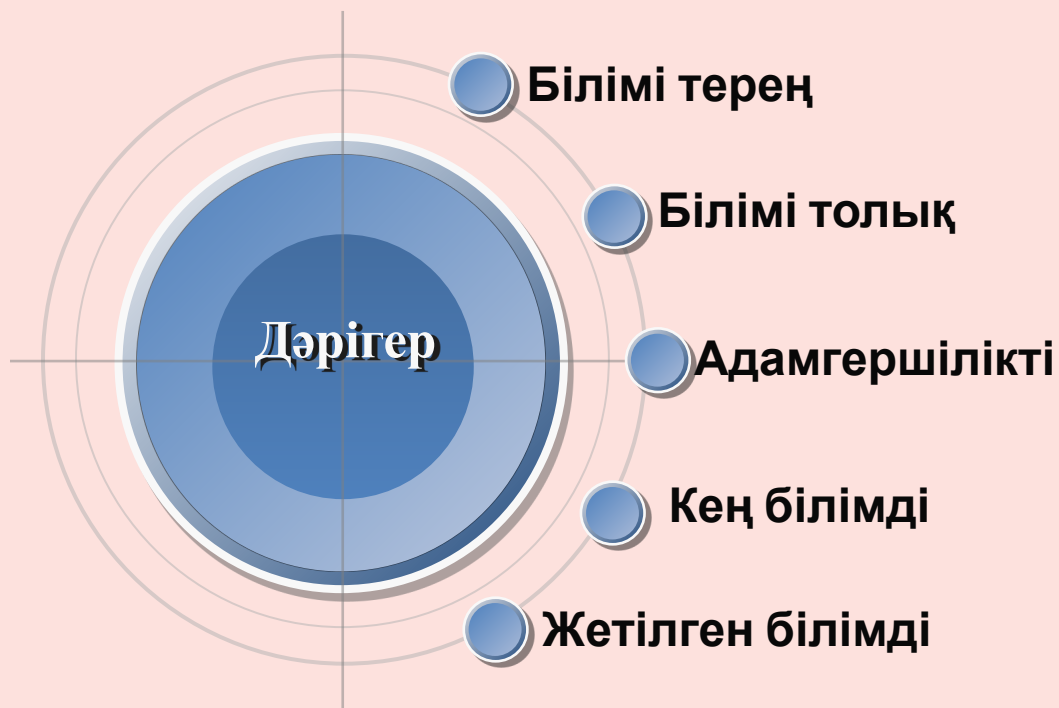 Білімі терең
Білімі толық
Дәрігер
Адамгершілікті
Кең білімді
Жетілген білімді